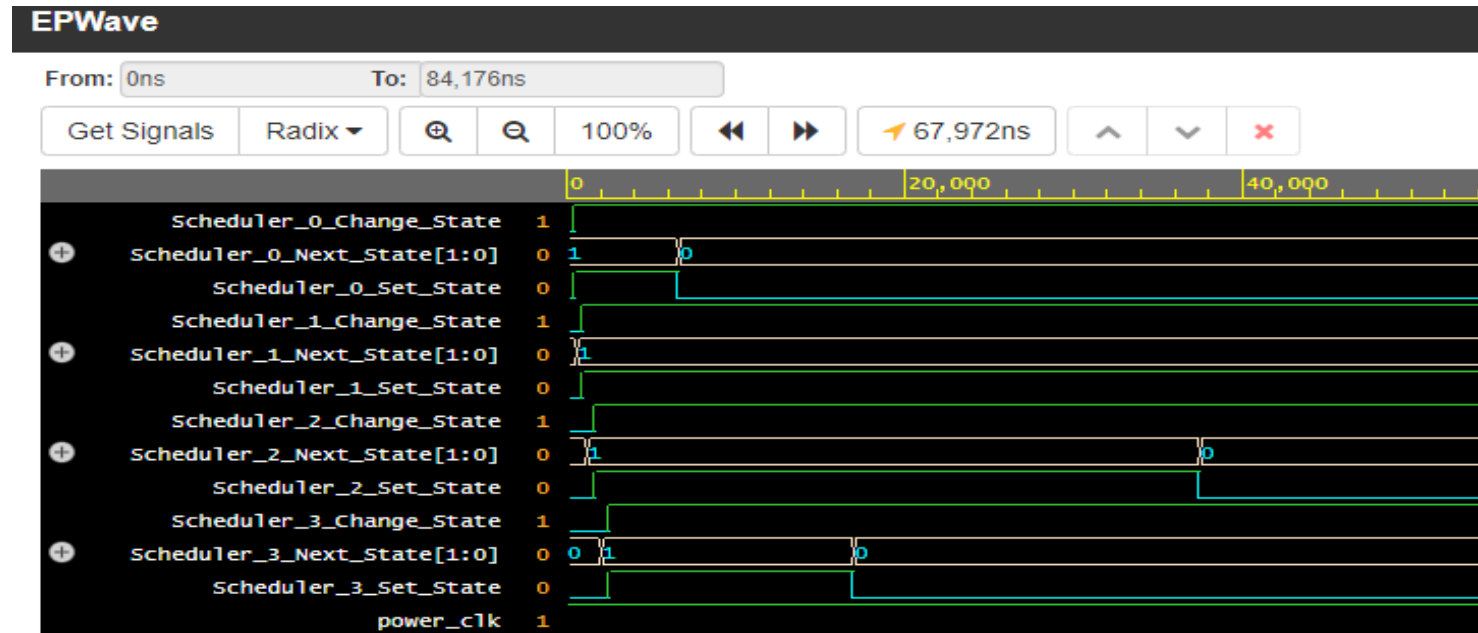 EPWave
From: 0ns To: 84,176ns
Get Signals Radix 100% 67,972ns
0 20,000 40,000
Scheduler_0_Change_State 1
Scheduler_0_Next_State[1:0] 0 1 0
Scheduler_0_Set_State 0
Scheduler_1_Change_State 1
Scheduler_1_Next_State[1:0] 0 1
Scheduler_1_Set_State 0
Scheduler_2_Change_State 1
Scheduler_2_Next_State[1:0] 0 1 0
Scheduler_2_Set_State 0
Scheduler_3_Change_State 1
Scheduler_3_Next_State[1:0] 0 0 1 0
Scheduler_3_Set_State 0
power_clk 1